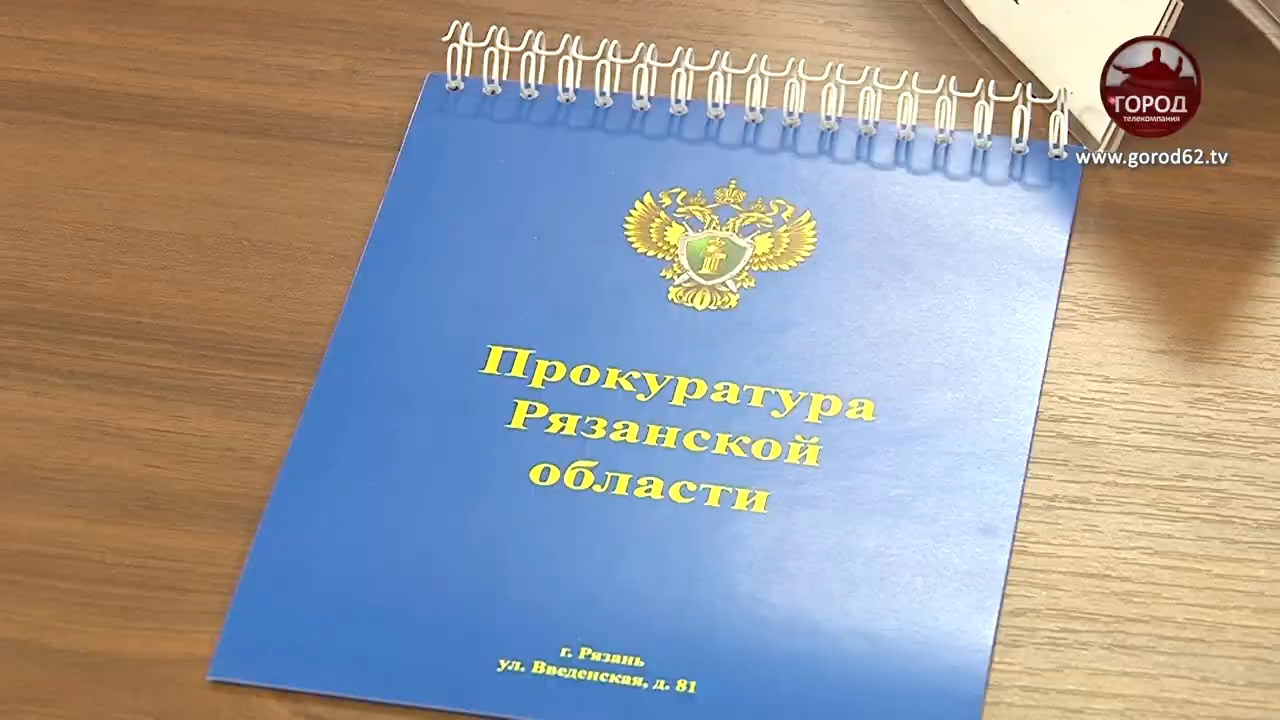 ГОРОД
телекомпания
www.gorod62.tv
Прокуратура
Рязанской
области
г. Рязань
ул. Введенская, д. 81